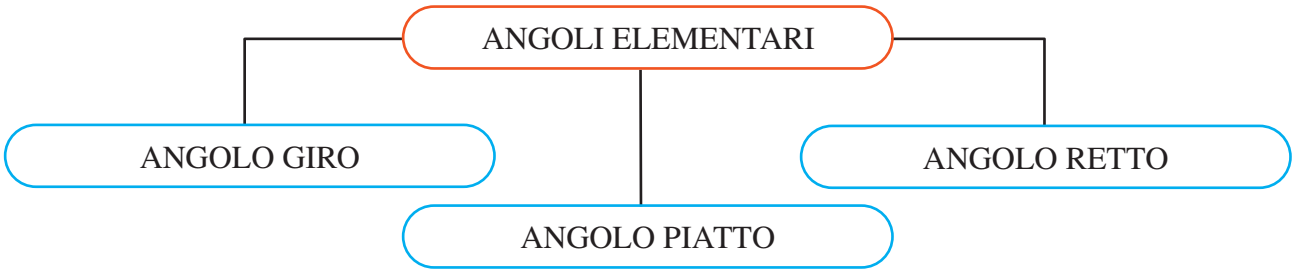 ANGOLI ELEMENTARI
ANGOLO GIRO
ANGOLO RETTO
ANGOLO PIATTO